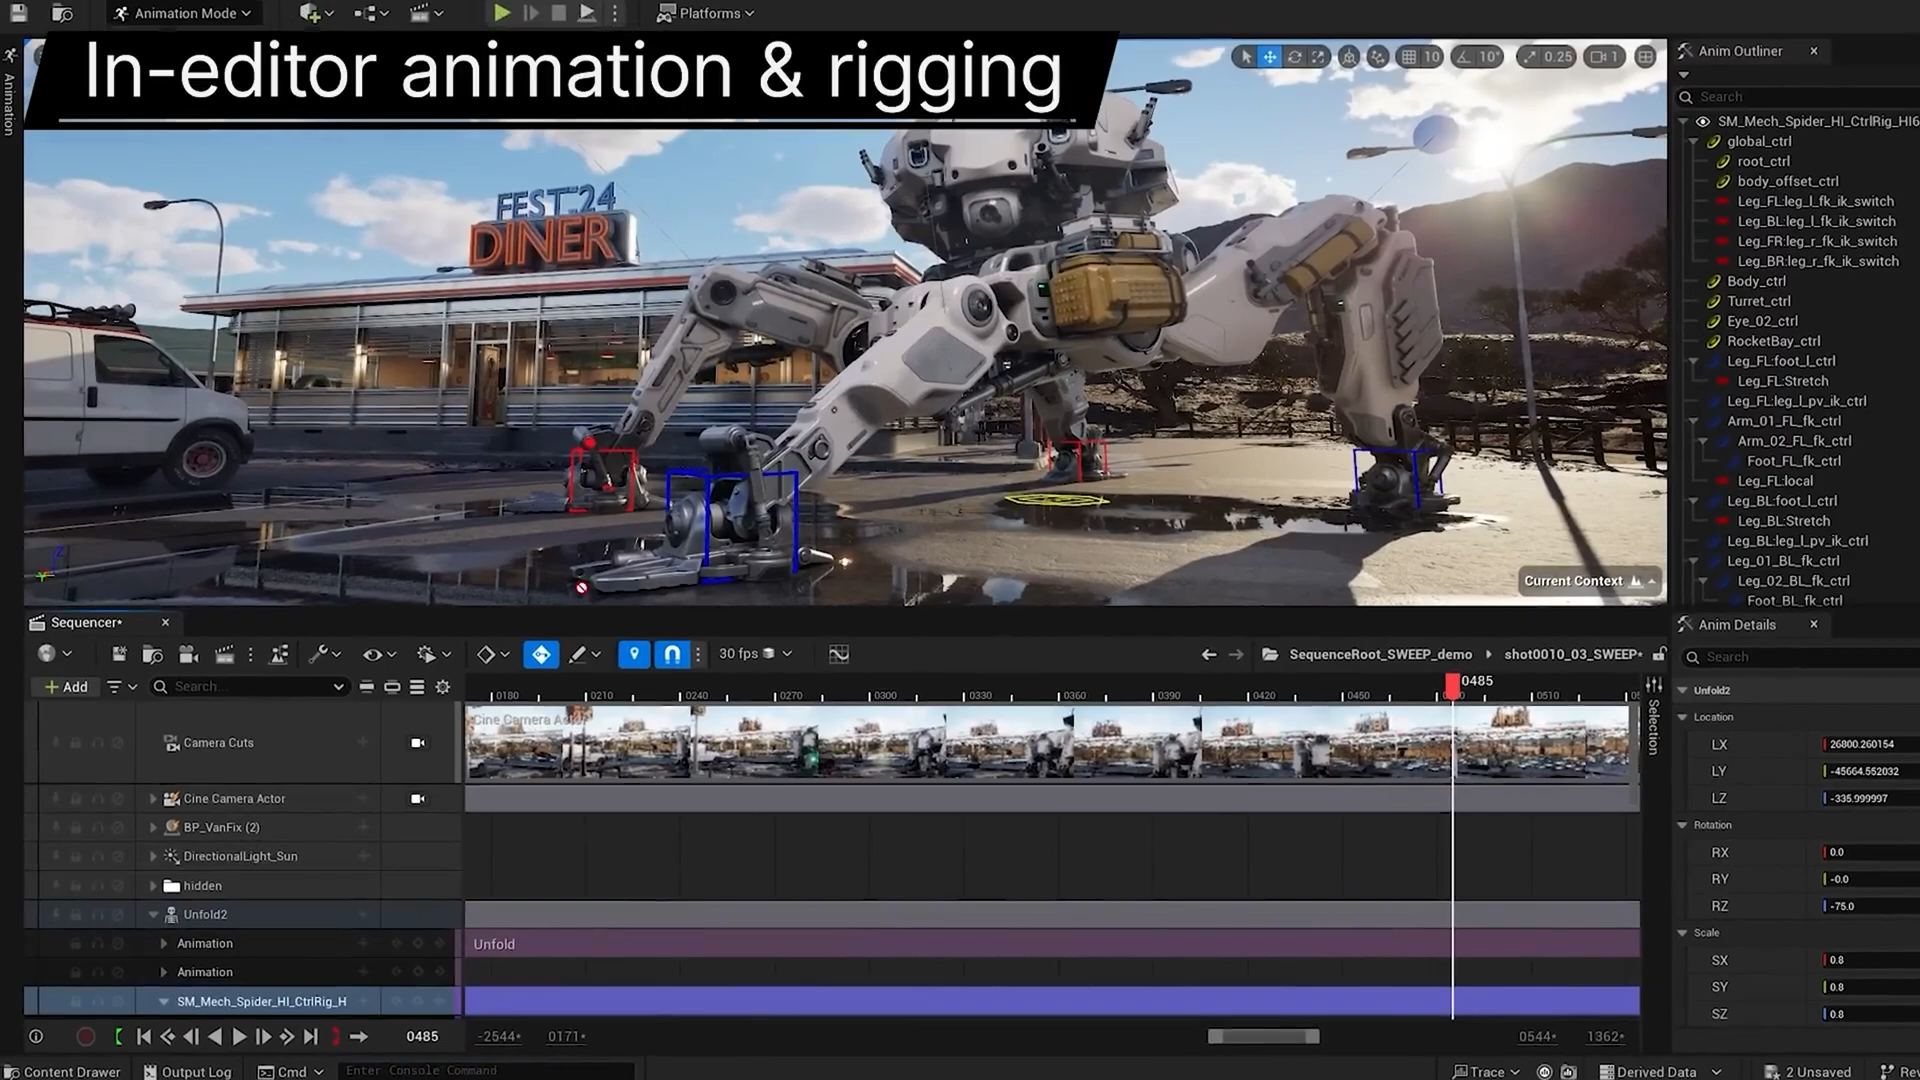 Animation Mode
Platforms
In-editor animation & rigging
10
10°
0.25
1
Animation
FEST '24
DINER
Current Context
Anim Outliner
Search
SM_Mech_Spider_HI_CtrlRig_HI6
global_ctrl
root_ctrl
body_offset_ctrl
Leg_FL:leg_l_fk_ik_switch
Leg_BL:leg_l_fk_ik_switch
Leg_FR:leg_r_fk_ik_switch
Leg_BR:leg_r_fk_ik_switch
Body_ctrl
Turret_ctrl
Eye_02_ctrl
RocketBay_ctrl
Leg_FL:foot_l_ctrl
Leg_FL:Stretch
Leg_FL:leg_l_pv_ik_ctrl
Arm_01_FL_fk_ctrl
Arm_02_FL_fk_ctrl
Foot_FL_fk_ctrl
Leg_FL:local
Leg_BL:foot_l_ctrl
Leg_BL:Stretch
Leg_BL:leg_l_pv_ik_ctrl
Leg_01_BL_fk_ctrl
Leg_02_BL_fk_ctrl
Foot_BL_fk_ctrl
Sequencer*
30 fps
SequenceRoot_SWEEP_demo
shot0010_03_SWEEP*
Add
Search...
0180 0210 0240 0270 0300 0330 0360 0390 0420 0450 0485 0510
Cine Camera Actor
Camera Cuts
Cine Camera Actor
BP_VanFix (2)
DirectionalLight_Sun
hidden
Unfold2
Animation
Unfold
Animation
SM_Mech_Spider_HI_CtrlRig_H
Selection
0485
-2544*
0171*
0544*
1362*
Anim Details
Search
Unfold2
Location
LX 26800.260154
LY -45664.552032
LZ -335.999997
Rotation
RX 0.0
RY -0.0
RZ -75.0
Scale
SX 0.8
SY 0.8
SZ 0.8
Content Drawer
Output Log
Cmd
Enter Console Command
Trace
Derived Data
2 Unsaved
Rev